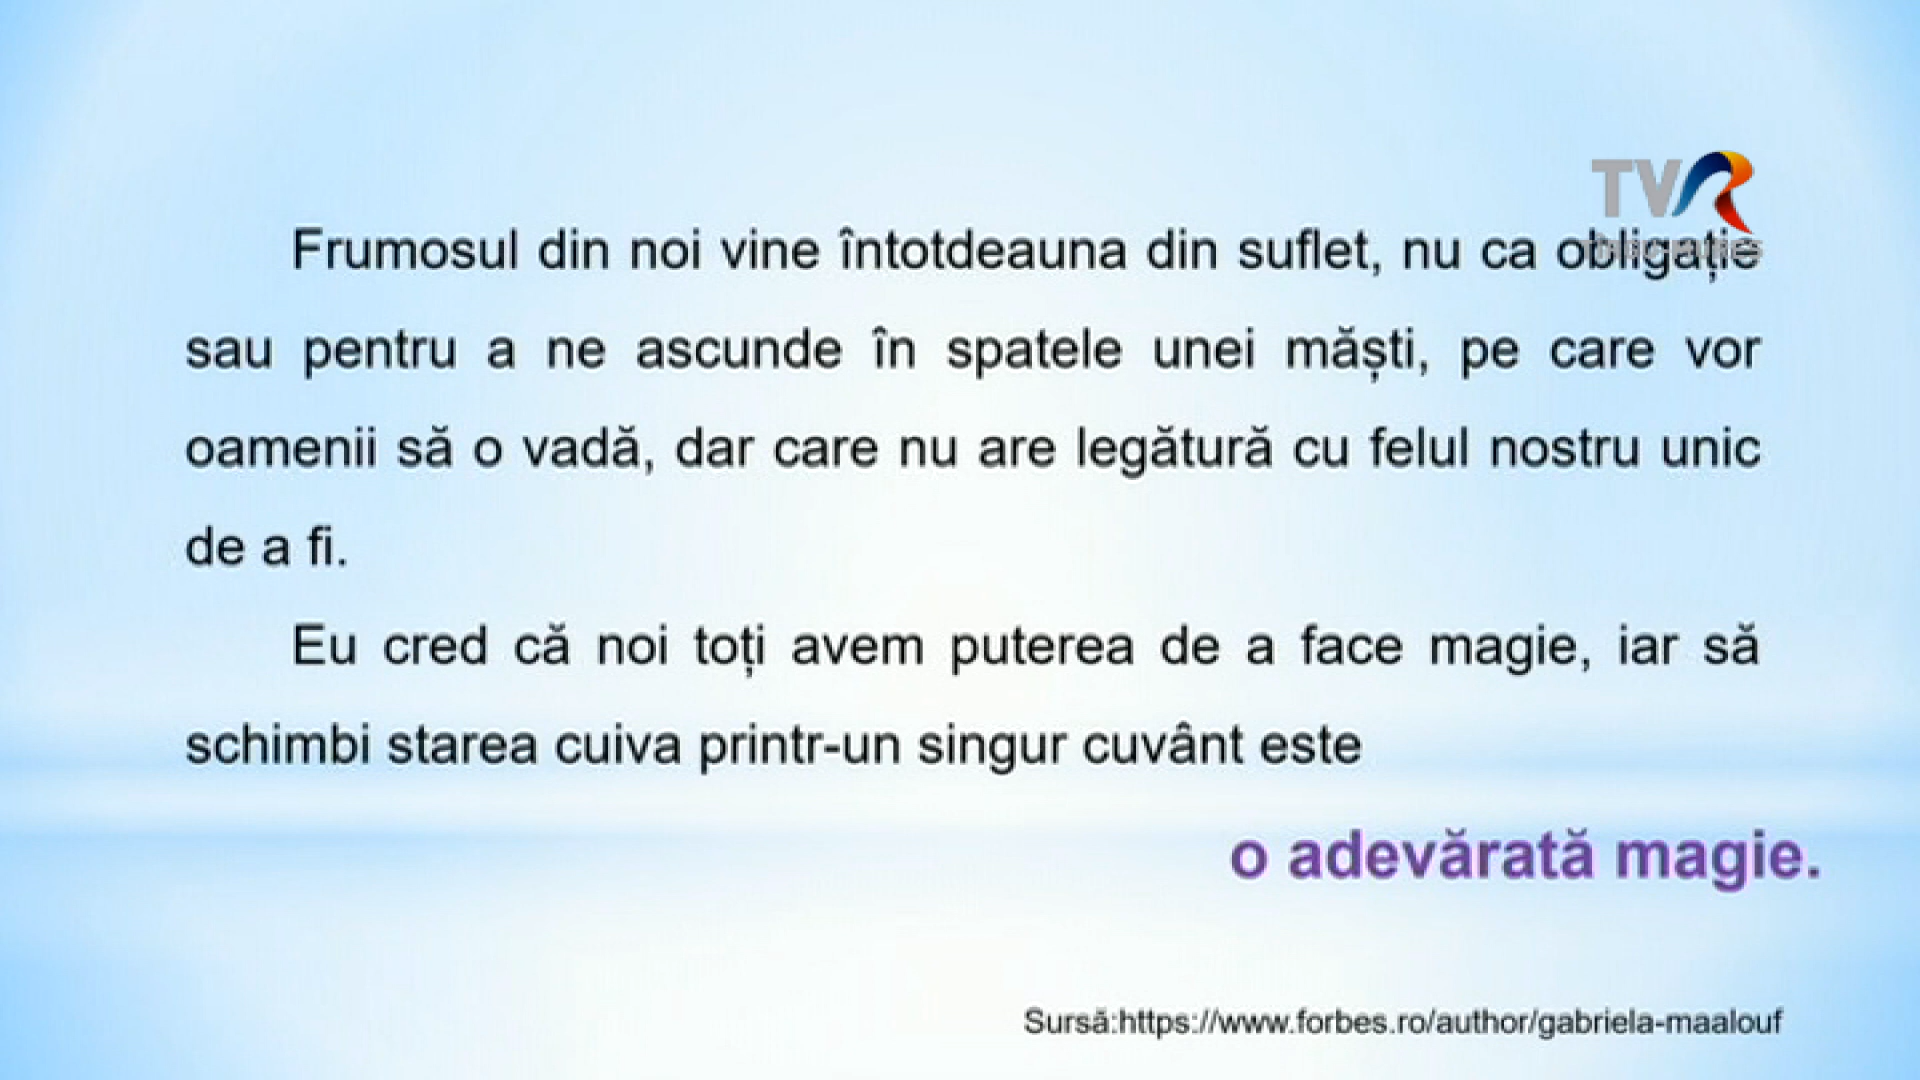 TVR
Frumosul din noi vine întotdeauna din suflet, nu ca obligație
sau pentru a ne ascunde în spatele unei măști, pe care vor
oamenii să o vadă, dar care nu are legătură cu felul nostru unic
de a fi.
Eu cred că noi toți avem puterea de a face magie, iar să
schimbi starea cuiva printr-un singur cuvânt este
o adevărată magie.
Sursă:https://www.forbes.ro/author/gabriela-maalouf